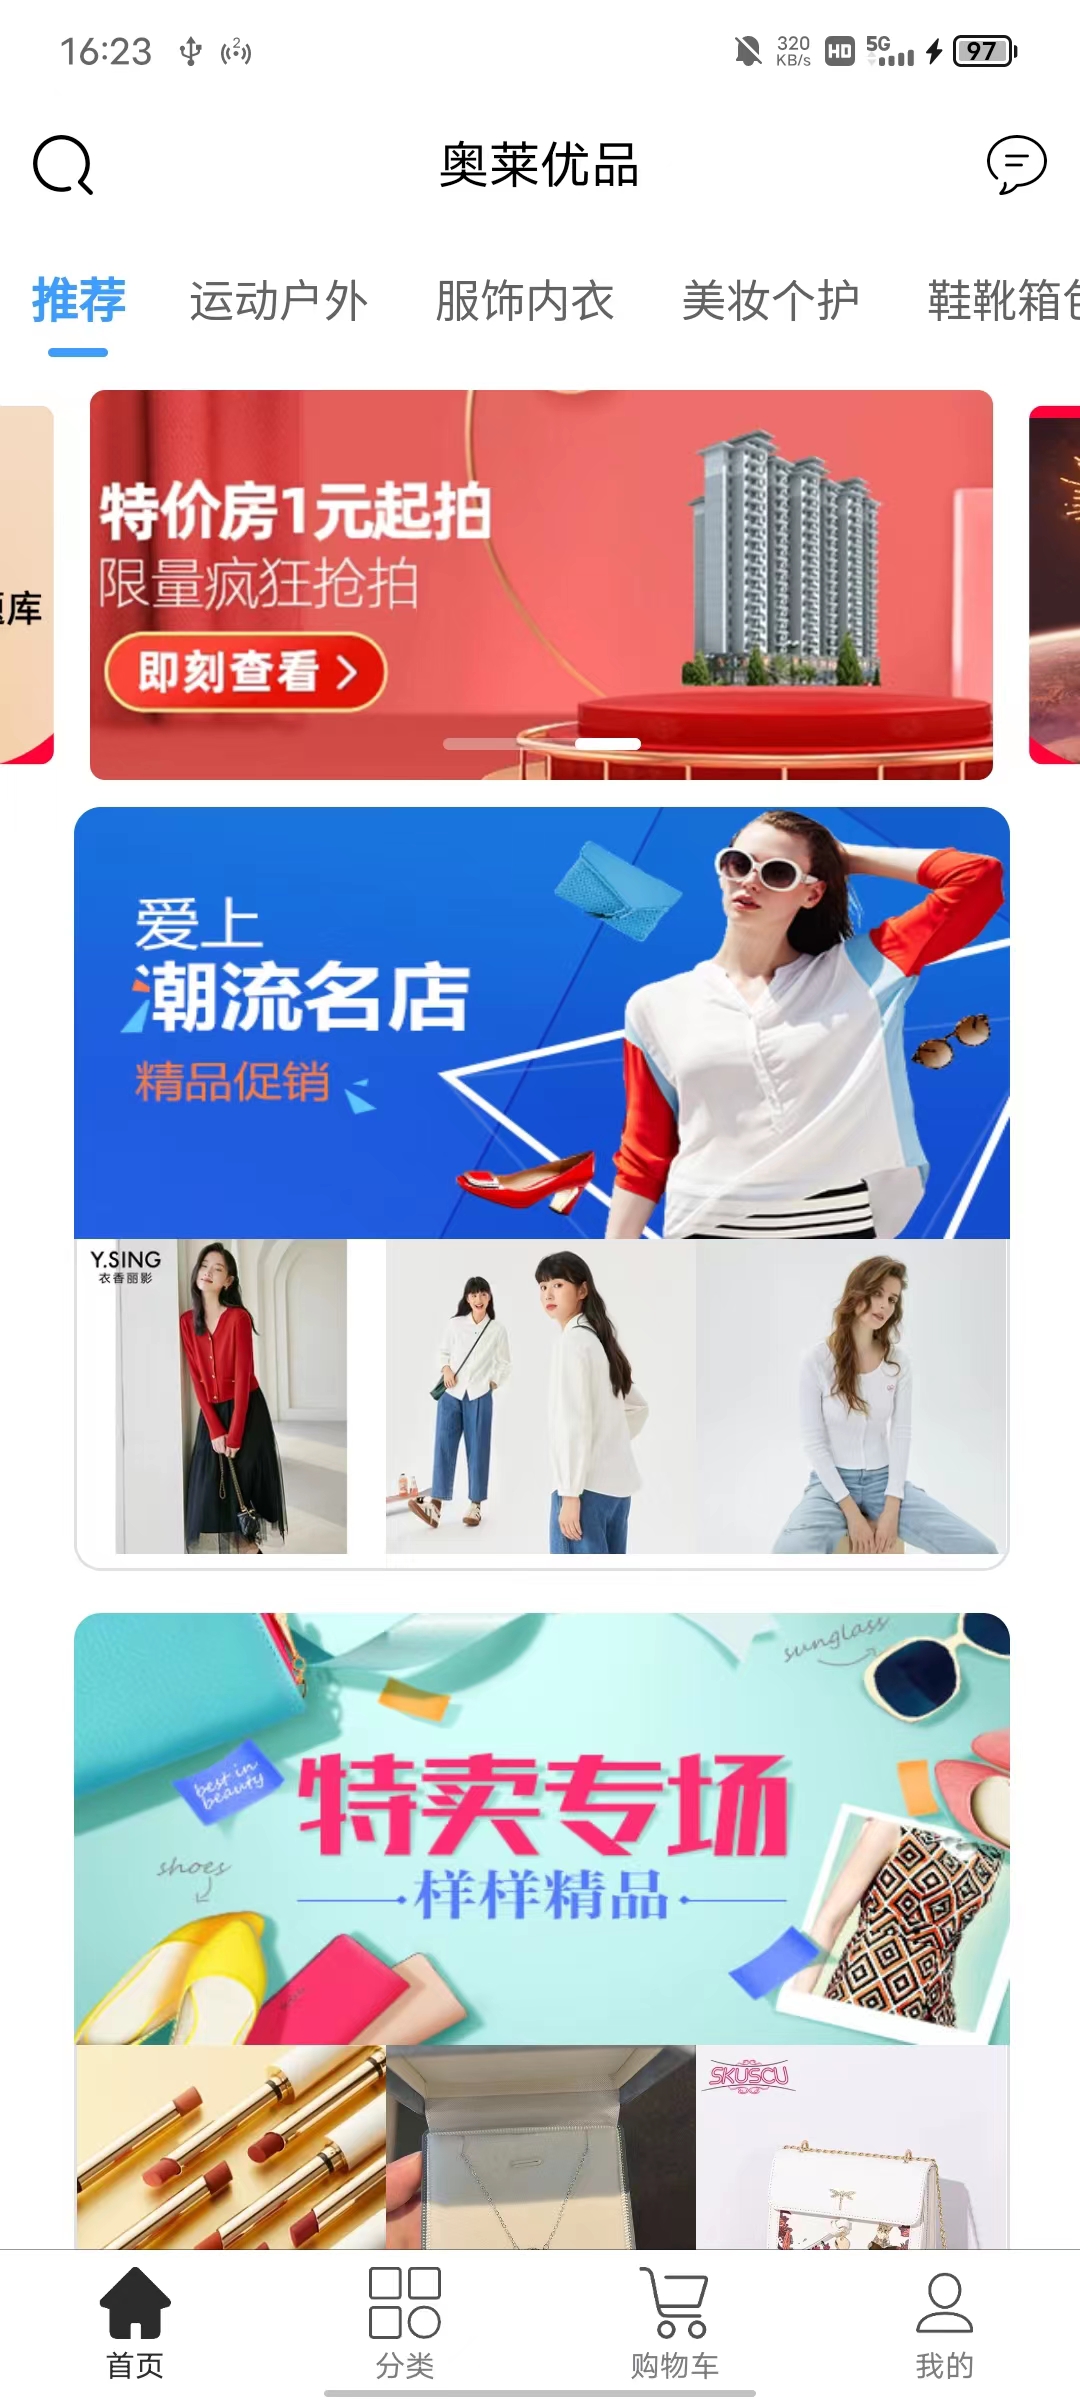 16:23
2
320
KB/s
HD
5G
97
奥莱优品
推荐
运动户外
服饰内衣
美妆个护
鞋靴箱
库
特价房1元起拍
限量疯狂抢拍
即刻查看
爱上
潮流名店
精品促销
Y.SING
衣香丽影
sunglass
best in
beauty
特卖专场
shoes
样样精品
SKUSCU
首页
分类
购物车
我的